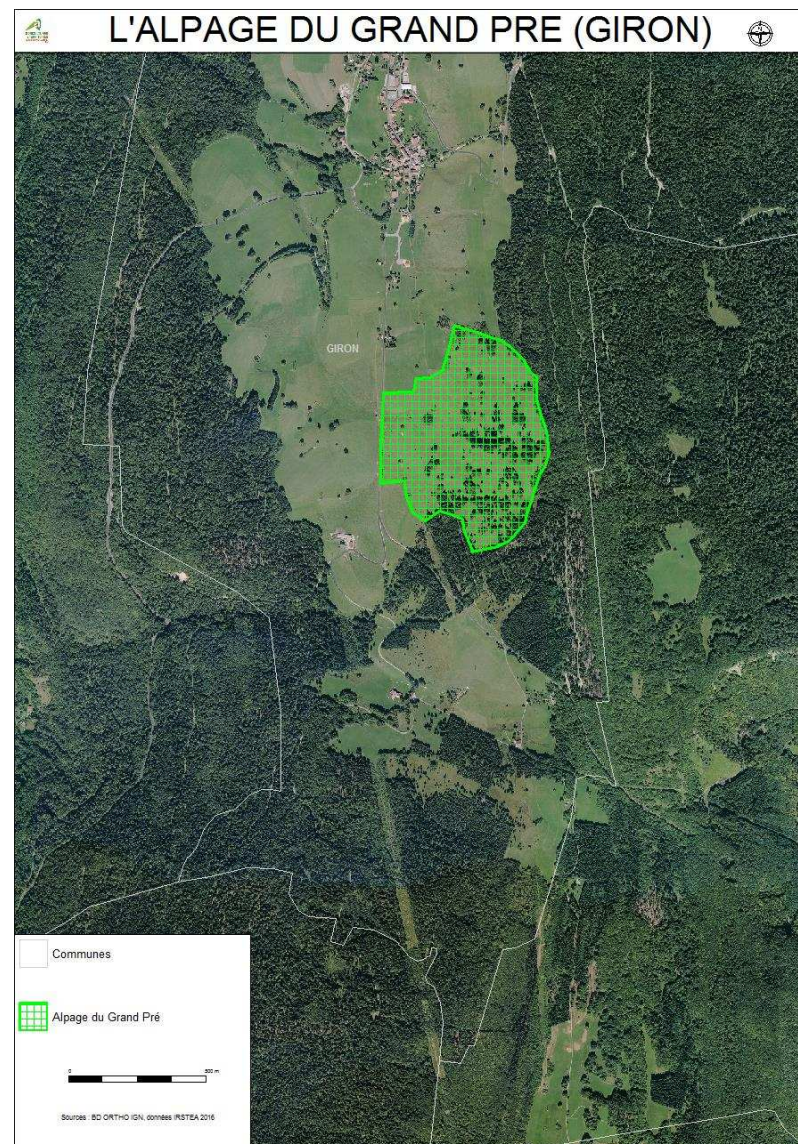 L'ALPAGE DU GRAND PRE (GIRON)
GIRON
Communes
Alpage du Grand Pré
0 500 m
Sources : BD ORTHO IGN, données IRSTEA 2016